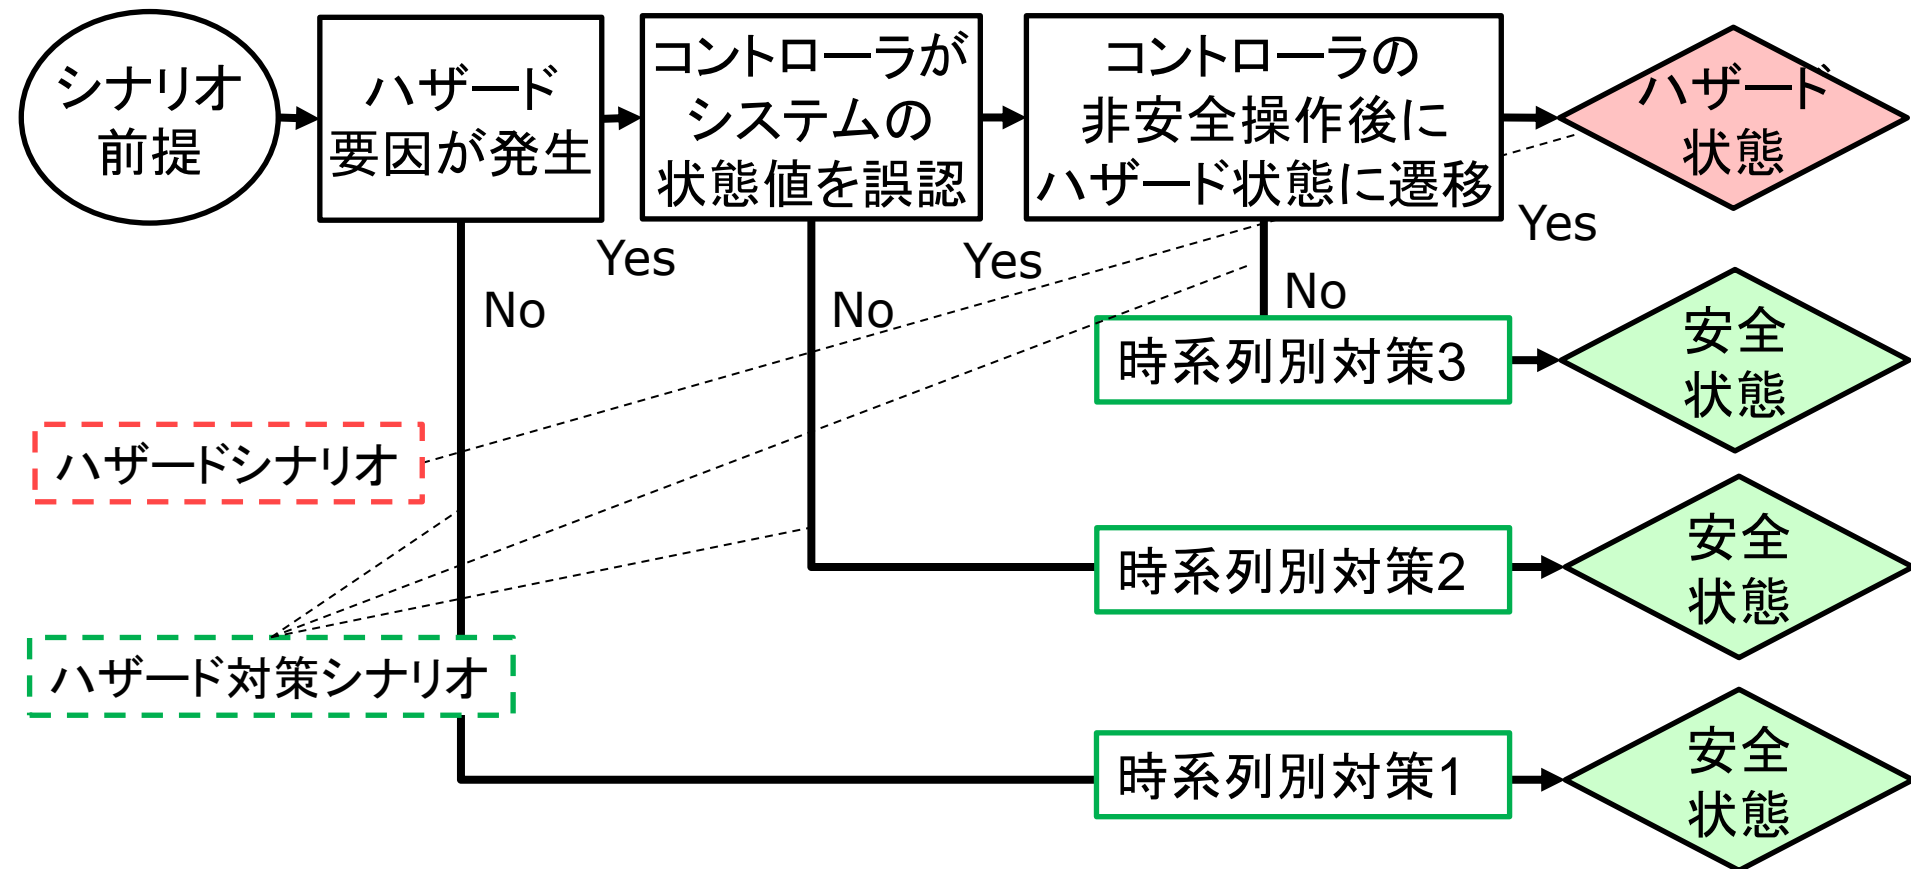 シナリオ
前提
ハザード
要因が発生
コントローラが
システムの
状態値を誤認
コントローラの
非安全操作後に
ハザード状態に遷移
ハザード
状態
Yes
Yes
Yes
No
No
No
時系列別対策3
安全
状態
ハザードシナリオ
時系列別対策2
安全
状態
ハザード対策シナリオ
時系列別対策1
安全
状態